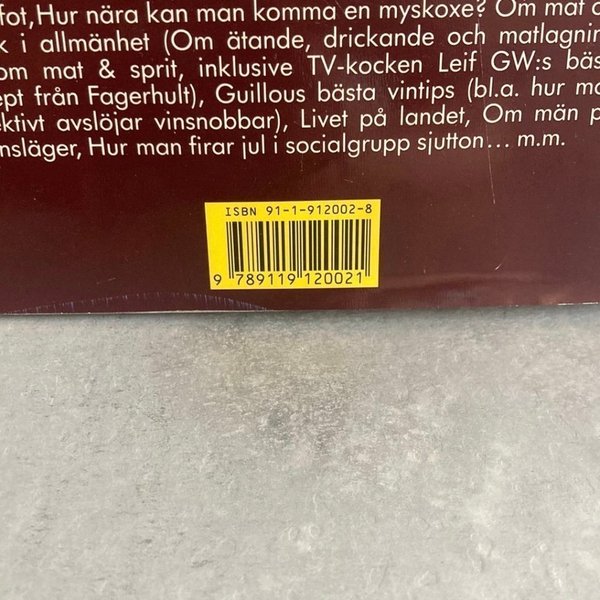 fot, Hur nära kan man komma en myskoxe? Om mat o
k i allmänhet (Om ätande, drickande och matlagnin
om mat & sprit, inklusive TV-kocken Leif GW:s bäs
ept från Fagerhult), Guillous bästa vintips (bl.a. hur ma
ektivt avslöjar vinsnobbar), Livet på landet, Om män p
nsläger, Hur man firar jul i socialgrupp sjutton... m.m.
ISBN 91-1-912002-8
9 789119 120021